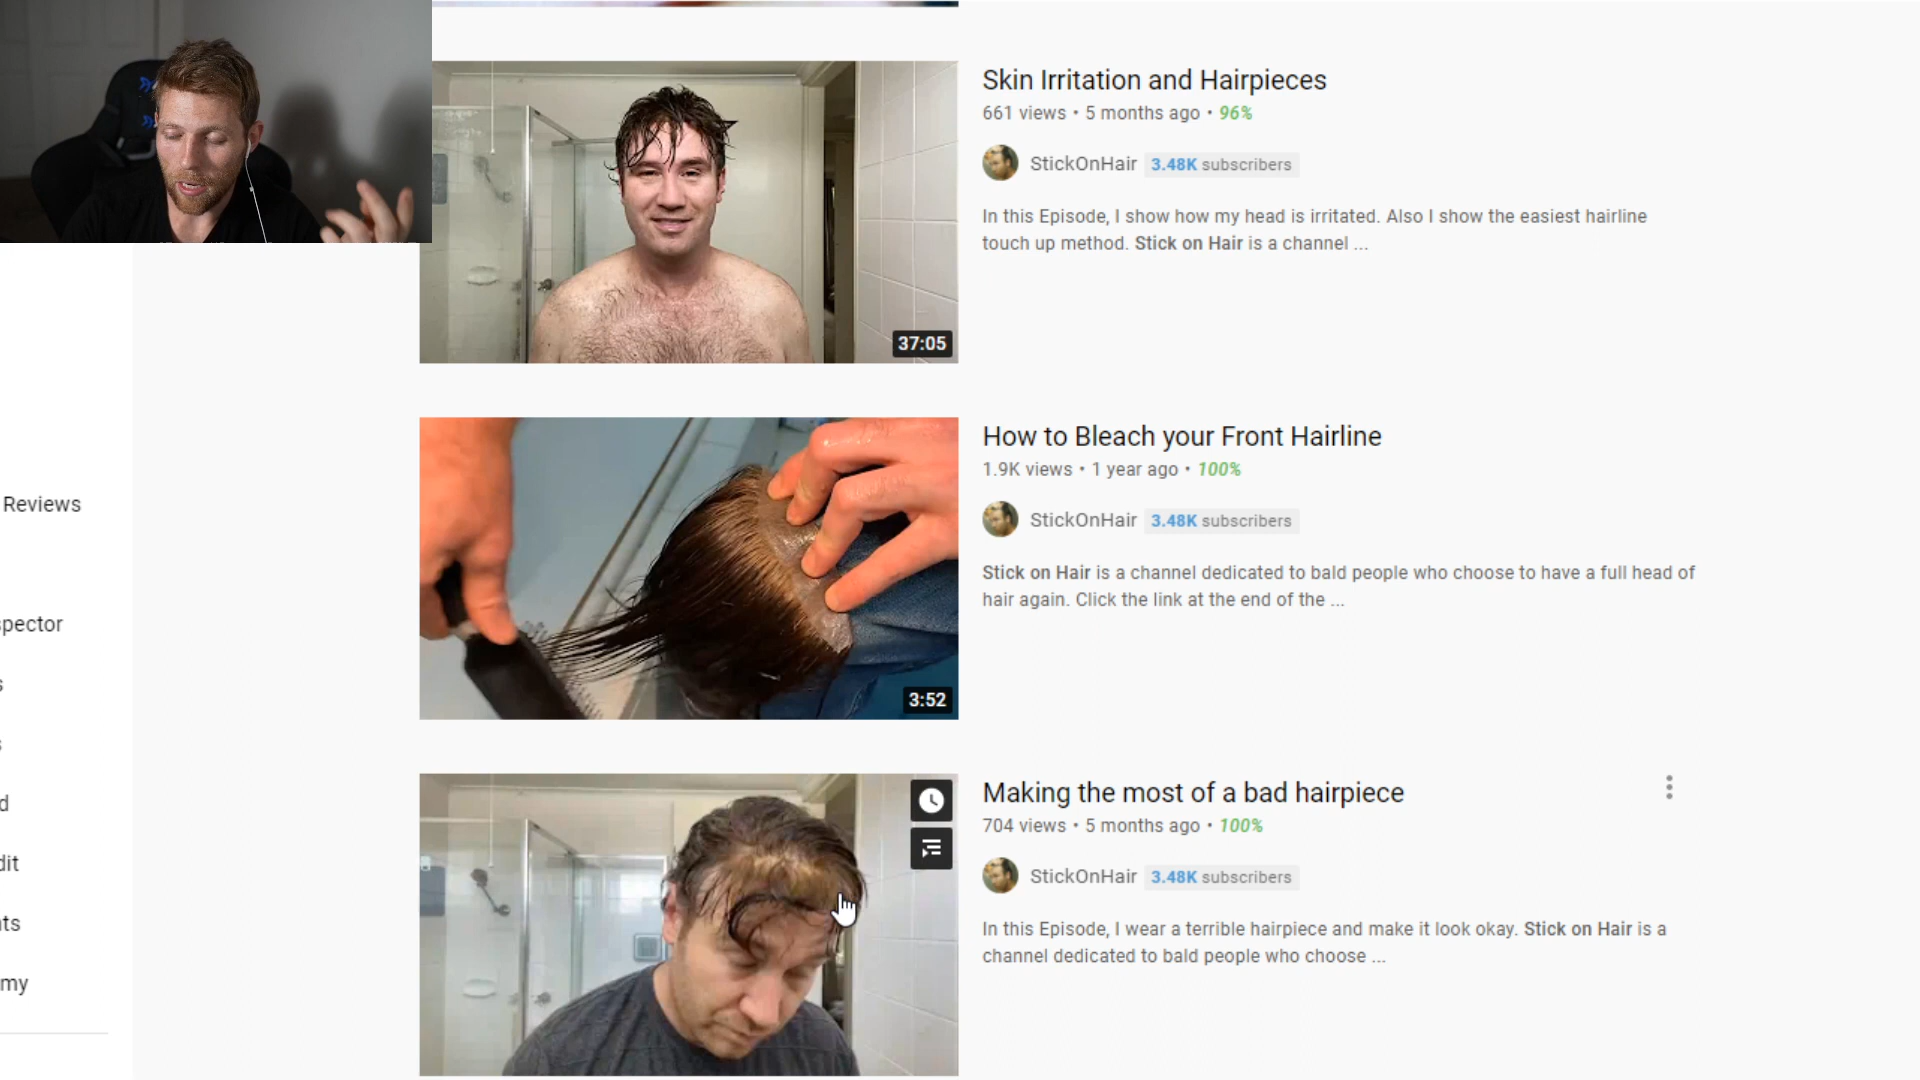 Skin Irritation and Hairpieces
661 views • 5 months ago • 96%
StickOnHair 3.48K subscribers
In this Episode, I show how my head is irritated. Also I show the easiest hairline
touch up method. Stick on Hair is a channel ...
37:05
How to Bleach your Front Hairline
1.9K views • 1 year ago • 100%
StickOnHair 3.48K subscribers
Stick on Hair is a channel dedicated to bald people who choose to have a full head of
hair again. Click the link at the end of the ...
3:52
Making the most of a bad hairpiece
704 views • 5 months ago • 100%
StickOnHair 3.48K subscribers
In this Episode, I wear a terrible hairpiece and make it look okay. Stick on Hair is a
channel dedicated to bald people who choose ...
Reviews
spector
s
s
d
dit
nts
my